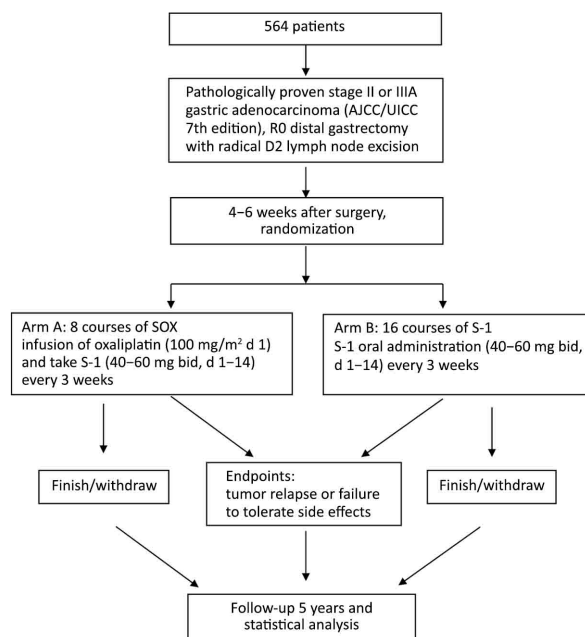 564 patients
Pathologically proven stage II or IIIA
gastric adenocarcinoma (AJCC/UICC
7th edition), R0 distal gastrectomy
with radical D2 lymph node excision
4−6 weeks after surgery,
randomization
Arm A: 8 courses of SOX
infusion of oxaliplatin (100 mg/m² d 1)
and take S-1 (40−60 mg bid, d 1−14)
every 3 weeks
Arm B: 16 courses of S-1
S-1 oral administration (40−60 mg bid,
d 1−14) every 3 weeks
Finish/withdraw
Endpoints:
tumor relapse or failure
to tolerate side effects
Finish/withdraw
Follow-up 5 years and
statistical analysis